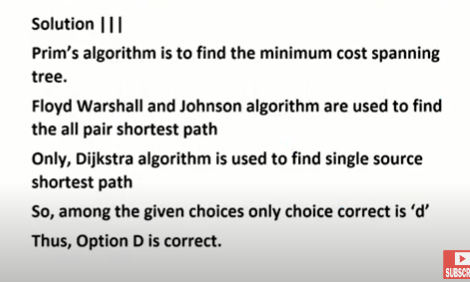 Solution |||
Prim's algorithm is to find the minimum cost spanning
tree.
Floyd Warshall and Johnson algorithm are used to find
the all pair shortest path
Only, Dijkstra algorithm is used to find single source
shortest path
So, among the given choices only choice correct is ‘d’
Thus, Option D is correct.
SUBSCR